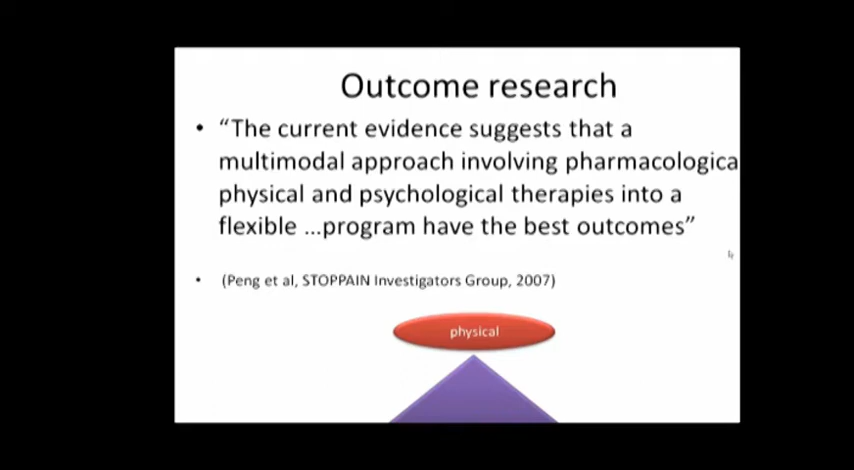 Outcome research
• “The current evidence suggests that a
multimodal approach involving pharmacologica
physical and psychological therapies into a
flexible ...program have the best outcomes”
• (Peng et al, STOPPAIN Investigators Group, 2007)
physical